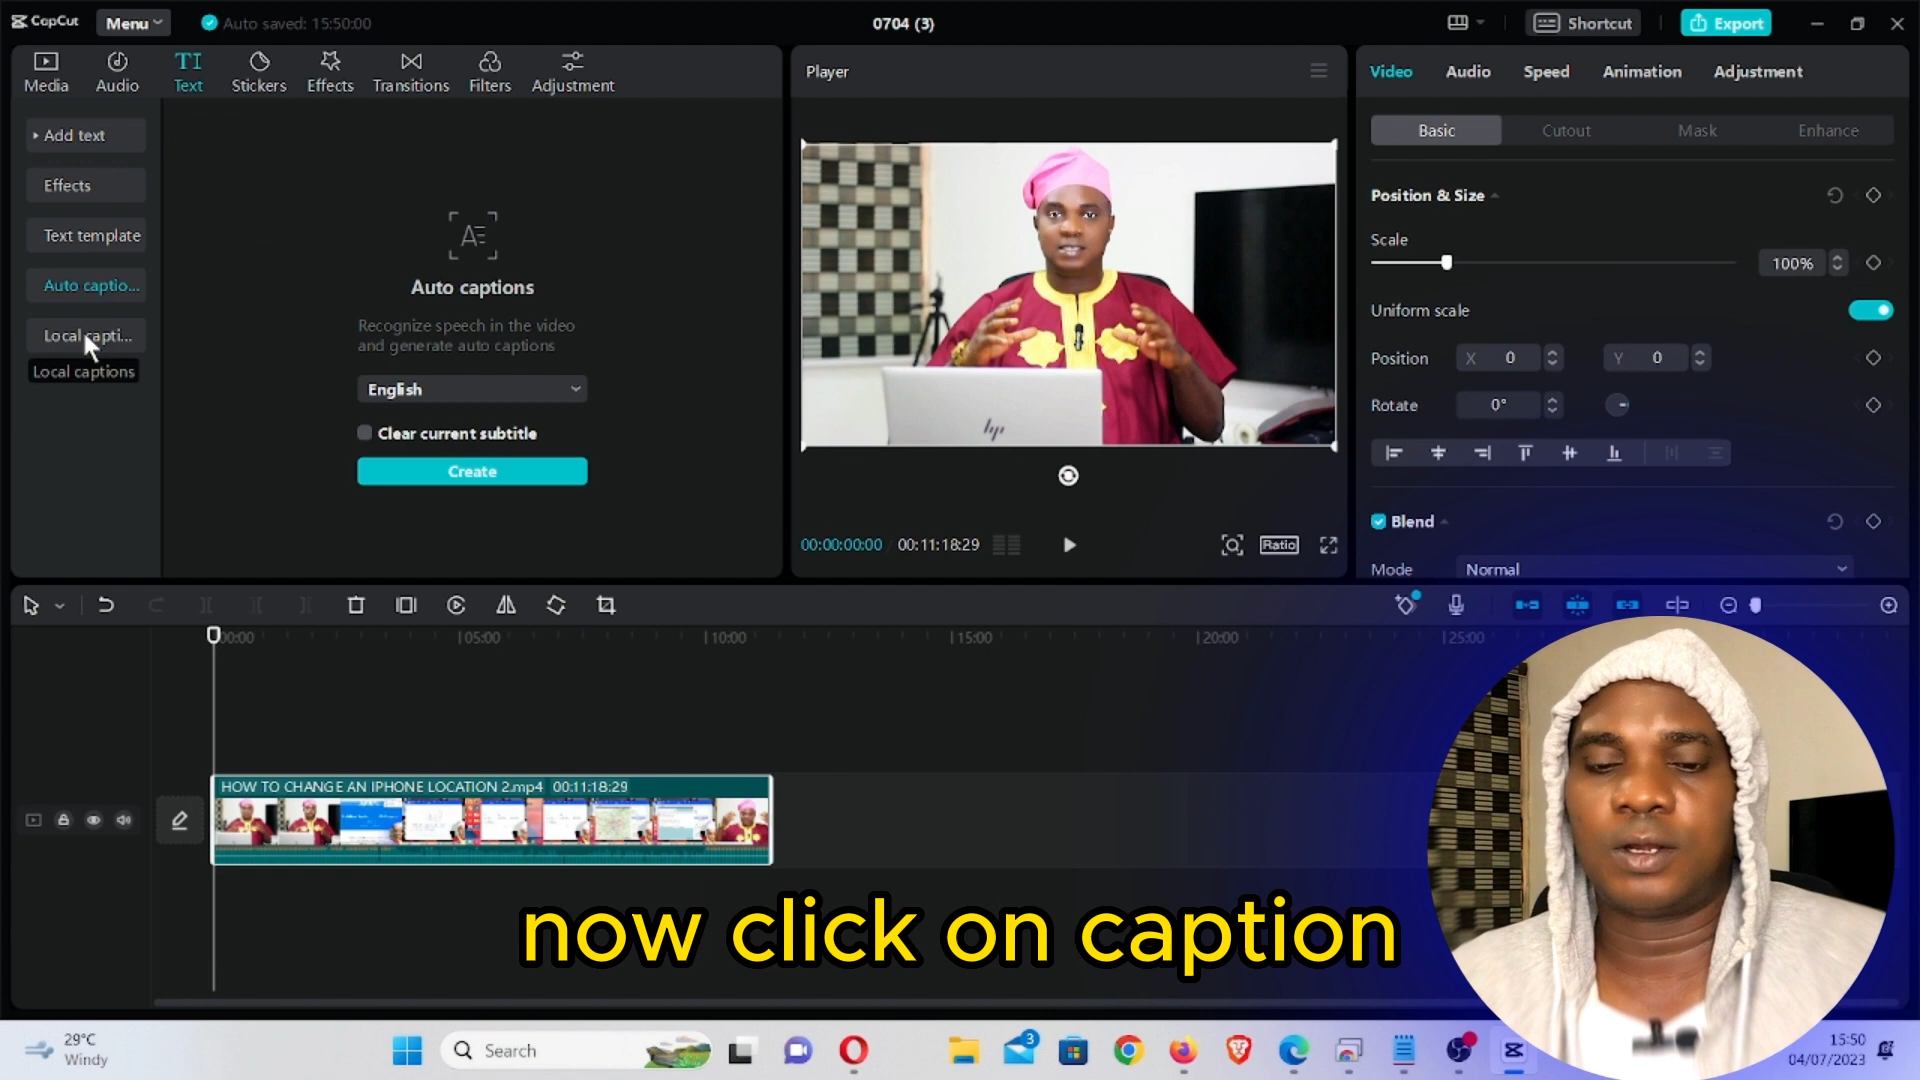 CapCut
Menu
Auto saved: 15:50:00
0704 (3)
Shortcut
Export
Media
Audio
TI
Text
Stickers
Effects
Transitions
Filters
Adjustment
Add text
Effects
Text template
Auto captio...
Local capti...
Local captions
Auto captions
Recognize speech in the video
and generate auto captions
English
Clear current subtitle
Create
Player
hp
00:00:00:00
00:11:18:29
Ratio
Video
Audio
Speed
Animation
Adjustment
Basic
Cutout
Mask
Enhance
Position & Size
Scale
100%
Uniform scale
Position
X 0
Y 0
Rotate
0°
Blend
Mode
Normal
00:00
05:00
10:00
15:00
20:00
25:00
HOW TO CHANGE AN IPHONE LOCATION 2.mp4 00:11:18:29
now click on caption
29°C
Windy
Search
3
15:50
04/07/2023